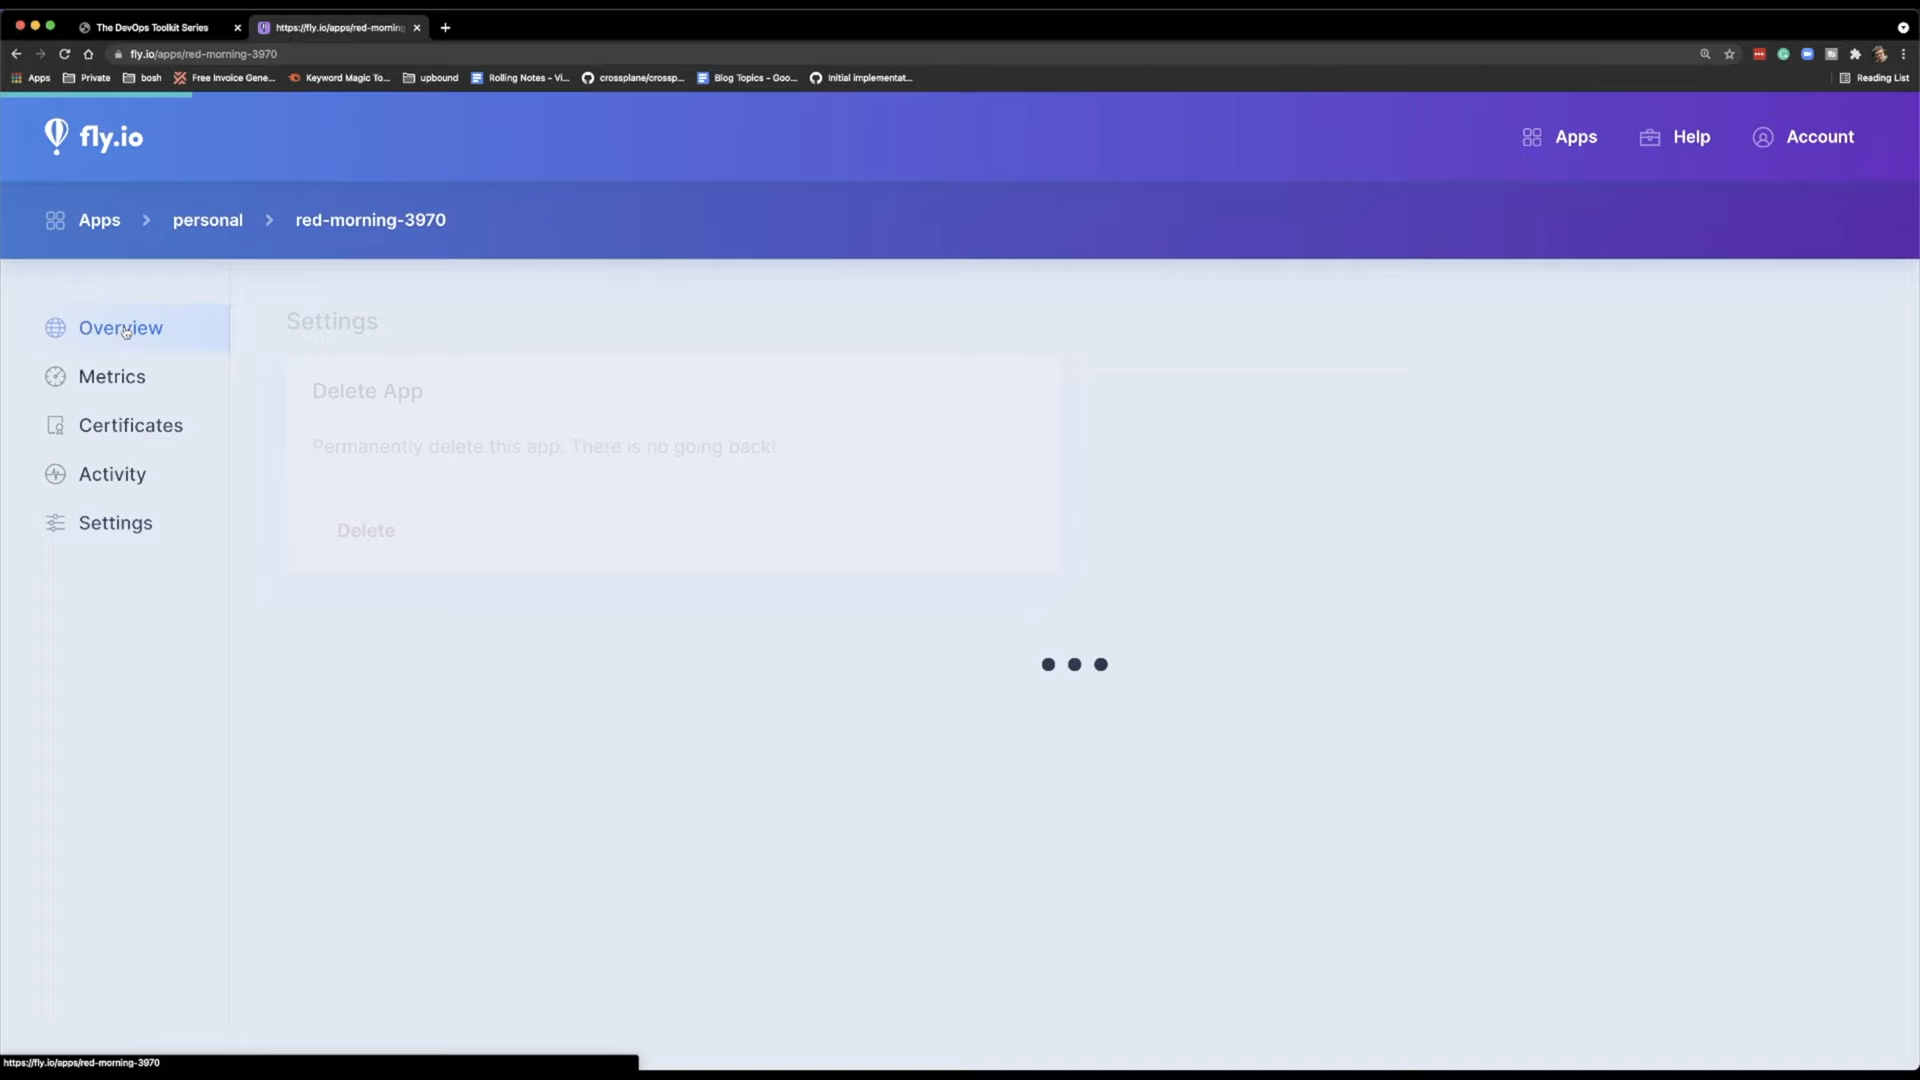 The DevOps Toolkit Series
https://fly.io/apps/red-morning
fly.io/apps/red-morning-3970
Apps
Private
bosh
Free Invoice Gene...
Keyword Magic To...
upbound
Rolling Notes - Vi...
crossplane/crossp...
Blog Topics - Goo...
Initial implementat...
Reading List
fly.io
Apps
Help
Account
Apps > personal > red-morning-3970
Overview
Metrics
Certificates
Activity
Settings
Settings
Delete App
Permanently delete this app. There is no going back!
Delete
https://fly.io/apps/red-morning-3970